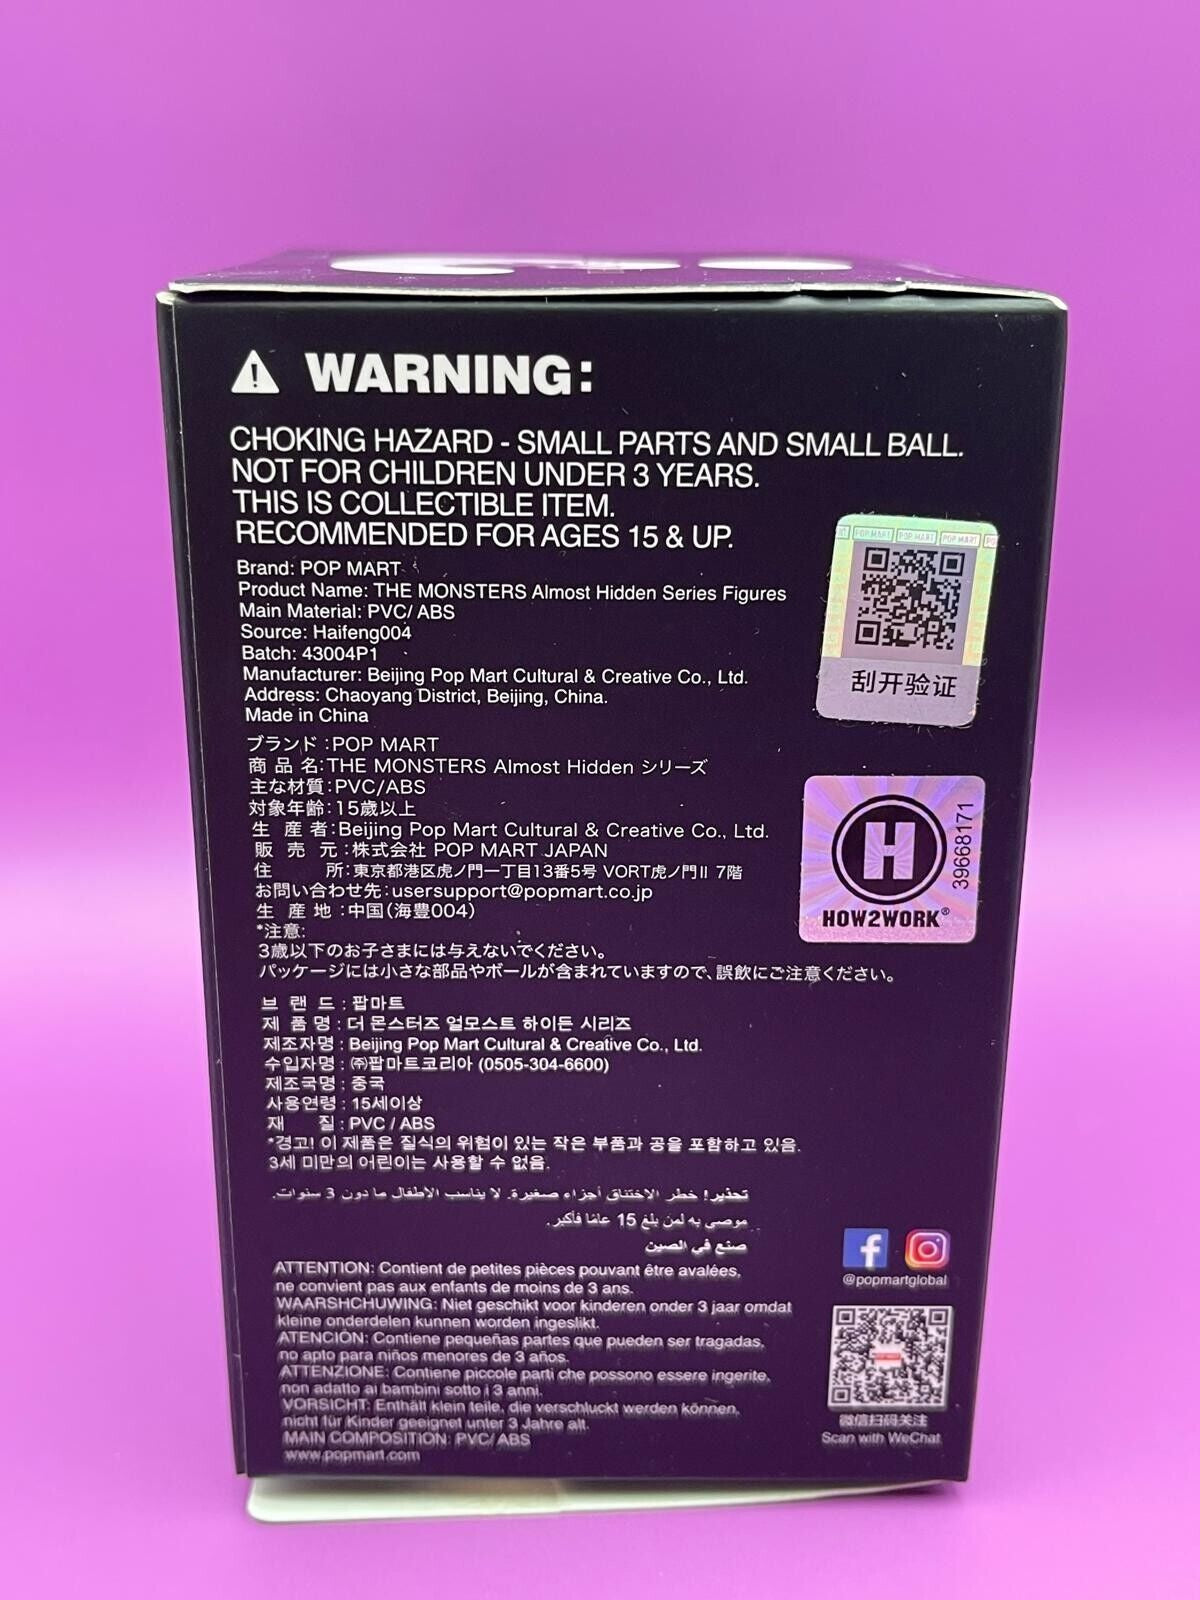 WARNING:
CHOKING HAZARD - SMALL PARTS AND SMALL BALL.
NOT FOR CHILDREN UNDER 3 YEARS.
THIS IS COLLECTIBLE ITEM.
RECOMMENDED FOR AGES 15 & UP.
Brand: POP MART
Product Name: THE MONSTERS Almost Hidden Series Figures
Main Material: PVC/ ABS
Source: Haifeng004
Batch: 43004P1
Manufacturer: Beijing Pop Mart Cultural & Creative Co., Ltd.
Address: Chaoyang District, Beijing, China.
Made in China
ブランド:POP MART
商 品 名:THE MONSTERS Almost Hidden シリーズ
主な材質:PVC/ABS
対象年齢:15歳以上
生 産 者:Beijing Pop Mart Cultural & Creative Co., Ltd.
販 売 元:株式会社 POP MART JAPAN
住 所:東京都港区虎ノ門一丁目13番5号 VORT虎ノ門II 7階
お問い合わせ先:usersupport@popmart.co.jp
生 産 地:中国(海豊004)
*注意:
3歳以下のお子さまには与えないでください。
パッケージには小さな部品やボールが含まれていますので、誤飲にご注意ください。
브 랜 드 : 팝마트
제 품 명 : 더 몬스터즈 얼모스트 하이든 시리즈
제조자명 : Beijing Pop Mart Cultural & Creative Co., Ltd.
수입자명 : ㈜팝마트코리아 (0505-304-6600)
제조국명 : 중국
사용연령 : 15세이상
재 질 : PVC / ABS
*경고! 이 제품은 질식의 위험이 있는 작은 부품과 공을 포함하고 있음.
3세 미만의 어린이는 사용할 수 없음.
تحذير! خطر الاختناق أجزاء صغيرة. لا يناسب الأطفال ما دون 3 سنوات.
موصى به لمن بلغ 15 عامًا فأكبر.
صنع في الصين
ATTENTION: Contient de petites pièces pouvant être avalées,
ne convient pas aux enfants de moins de 3 ans.
WAARSHCHUWING: Niet geschikt voor kinderen onder 3 jaar omdat
kleine onderdelen kunnen worden ingeslikt.
ATENCIÓN: Contiene pequeñas partes que pueden ser tragadas,
no apto para niños menores de 3 años.
ATTENZIONE: Contiene piccole parti che possono essere ingerite,
non adatto ai bambini sotto i 3 anni.
VORSICHT: Enthält klein teile, die verschluckt werden können,
nicht für Kinder geeignet unter 3 Jahre alt.
MAIN COMPOSITION: PVC/ ABS
www.popmart.com
POP MART POP MART POP MART
刮开验证
H
39668171
HOW2WORK®
@popmartglobal
微信扫码关注
Scan with WeChat